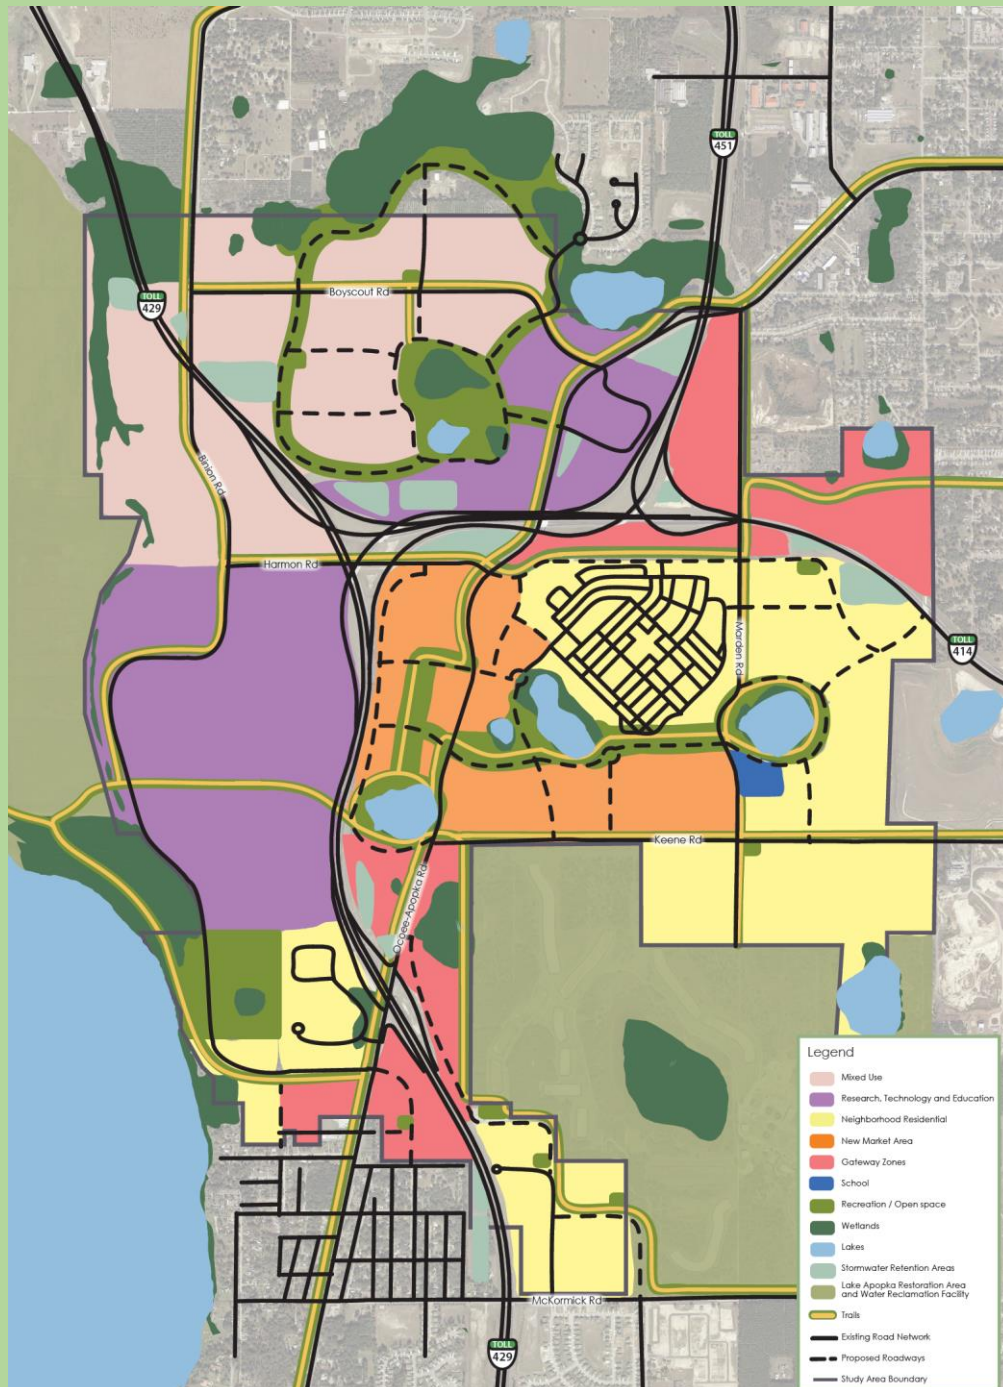 TOLL
451
TOLL
429
Boyscout Rd
Binion Rd
Harmon Rd
Marden Rd
TOLL
414
Keene Rd
Ocoee-Apopka Rd
McKormick Rd
TOLL
429
Legend
Mixed Use
Research, Technology and Education
Neighborhood Residential
New Market Area
Gateway Zones
School
Recreation / Open space
Wetlands
Lakes
Stormwater Retention Areas
Lake Apopka Restoration Area
and Water Reclamation Facility
Trails
Existing Road Network
Proposed Roadways
Study Area Boundary